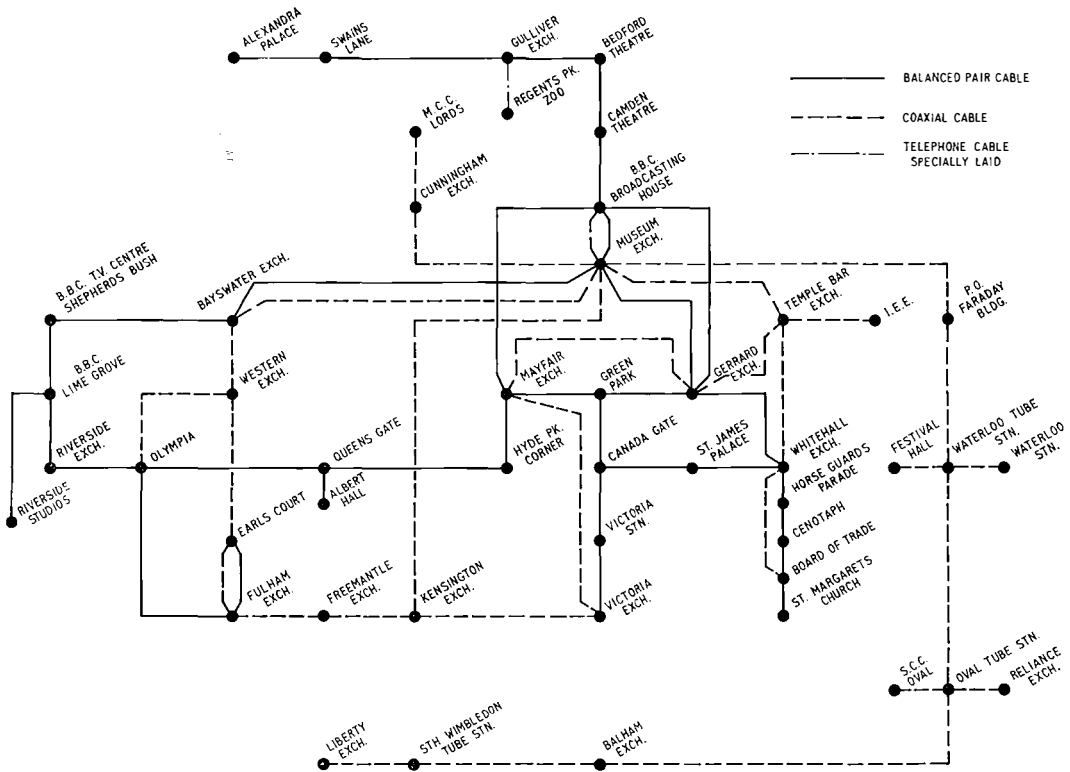 ALEXANDRA
PALACE
SWAINS
LANE
GULLIVER
EXCH.
BEDFORD
THEATRE
REGENTS PK.
ZOO
BALANCED PAIR CABLE
COAXIAL CABLE
TELEPHONE CABLE
SPECIALLY LAID
M.C.C.
LORDS
CAMDEN
THEATRE
CUNNINGHAM
EXCH.
B.B.C.
BROADCASTING
HOUSE
MUSEUM
EXCH.
B.B.C. T.V. CENTRE
SHEPHERDS BUSH
BAYSWATER EXCH.
TEMPLE BAR
EXCH.
I.E.E.
P.O.
FARADAY
BLDG.
B.B.C.
LIME GROVE
WESTERN
EXCH.
MAYFAIR
EXCH.
GREEN
PARK
GERRARD
EXCH.
RIVERSIDE
EXCH.
OLYMPIA
QUEENS GATE
HYDE PK.
CORNER
CANADA GATE
ST. JAMES
PALACE
WHITEHALL
EXCH.
FESTIVAL
HALL
WATERLOO TUBE
STN.
WATERLOO
STN.
RIVERSIDE
STUDIOS
ALBERT
HALL
HORSE GUARDS
PARADE
EARLS COURT
VICTORIA
STN.
CENOTAPH
BOARD OF TRADE
FULHAM
EXCH.
FREEMANTLE
EXCH.
KENSINGTON
EXCH.
VICTORIA
EXCH.
ST. MARGARETS
CHURCH
S.C.C.
OVAL
OVAL TUBE STN.
RELIANCE
EXCH.
LIBERTY
EXCH.
STH. WIMBLEDON
TUBE STN.
BALHAM
EXCH.